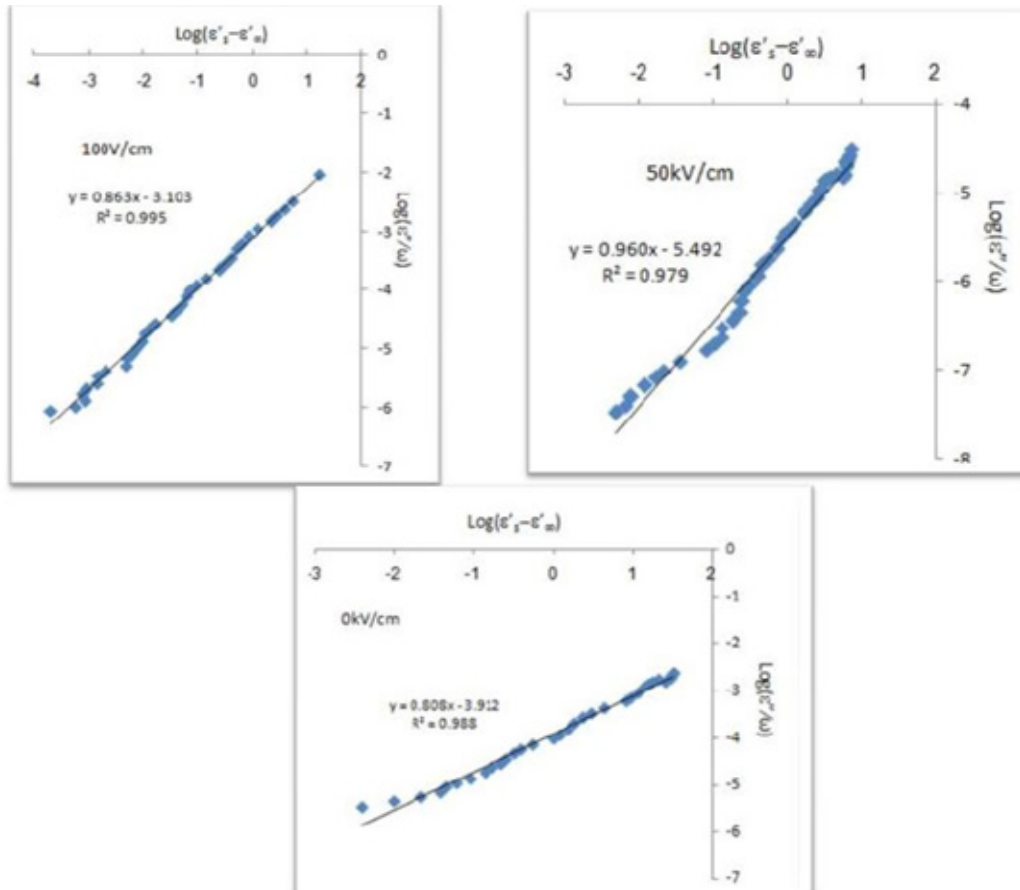 Log(ε's–ε'∞)
-4 -3 -2 -1 0 1 2
0
-1
-2
-3
-4
-5
-6
-7
100V/cm
y = 0.863x - 3.103
R² = 0.995
Log(ε"/ω)
Log(ε's–ε'∞)
-3 -2 -1 0 1 2
-4
-5
-6
-7
-8
50kV/cm
y = 0.960x - 5.492
R² = 0.979
Log(ε"/ω)
Log(ε's–ε'∞)
-3 -2 -1 0 1 2
0
-1
-2
-3
-4
-5
-6
-7
0kV/cm
y = 0.808x - 3.912
R² = 0.988
Log(ε"/ω)